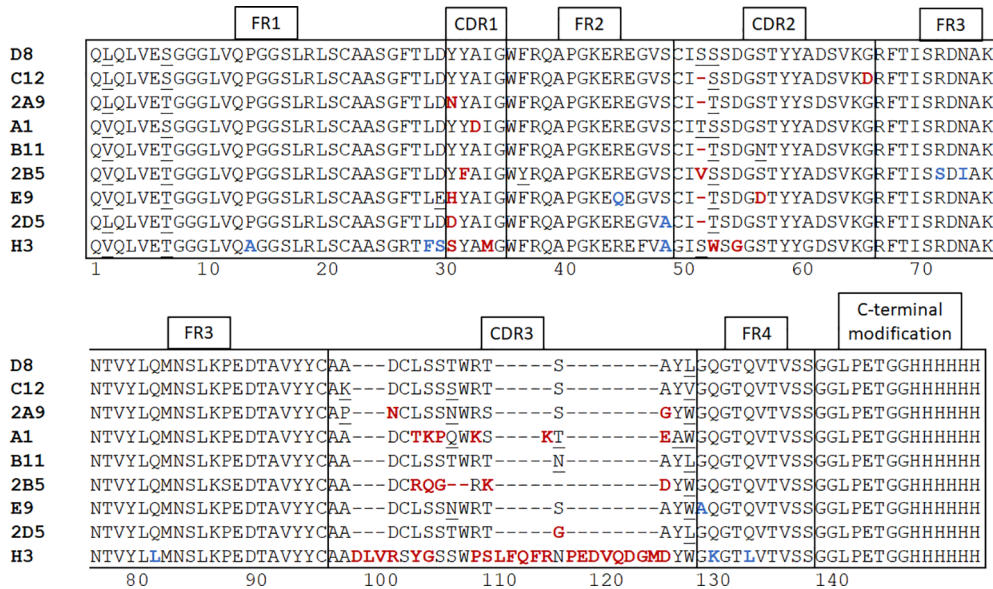 FR1 CDR1 FR2 CDR2 FR3
D8 QLQLVESGGGLVQPGGSLRLSCAASGFTLDYYAIGWFRQAPGKEREGVSCISSSDGSTYYADSVKGRFTISRDNAK
C12 QLQLVESGGGLVQPGGSLRLSCAASGFTLDYYAIGWFRQAPGKEREGVSCI-SSDGSTYYADSVKDRFTISRDNAK
2A9 QLQLVETGGGLVQPGGSLRLSCAASGFTLDNYAIGWFRQAPGKEREGVSCI-TSDGSTYYADSVKGRFTISRDNAK
A1 QVQLVESGGGLVQPGGSLRLSCAASGFTLDYYDIGWFRQAPGKEREGVSCITSSDGSTYYADSVKGRFTISRDNAK
B11 QVQLVETGGGLVQPGGSLRLSCAASGFTLDYYAIGWFRQAPGKEREGVSCI-TSDGNTYYADSVKGRFTISRDNAK
2B5 QVQLVETGGGLVQPGGSLRLSCAASGFTLDYFAIGWYRQAPGKEREGVSCIVSSDGSTYYADSVKGRFTISSDIAK
E9 QVQLVETGGGLVQPGGSLRLSCAASGFTLEHYAIGWFRQAPGKEQEGVSCI-TSDGDTYYADSVKGRFTISRDNAK
2D5 QLQLVETGGGLVQPGGSLRLSCAASGFTLDDYAIGWFRQAPGKEREGVACI-TSDGSTYYADSVKGRFTISRDNAK
H3 QVQLVETGGGLVQAGGSLRLSCAASGRTFSSYAMGWFRQAPGKEREFVAGISWSGGSTYYGDSVKGRFTISRDNAK
1 10 20 30 40 50 60 70
FR3 CDR3 FR4 C-terminal modification
D8 NTVYLQMNSLKPEDTAVYYCAA---DCLSSTWRT-----S--------AYLGQGTQVTVSSGGLPETGGHHHHHH
C12 NTVYLQMNSLKPEDTAVYYCAK---DCLSSTWRT-----S--------AYVGQGTQVTVSSGGLPETGGHHHHHH
2A9 NTVYLQMNSLKPEDTAVYYCAP---NCLSSNWRS-----S--------GYWGQGTQVTVSSGGLPETGGHHHHHH
A1 NTVYLQMNSLKPEDTAVYYCAA---DCTKPQWKS----KT--------EAWGQGTQVTVSSGGLPETGGHHHHHH
B11 NTVYLQMNSLKPEDTAVYYCAA---DCLSSTWRT-----N--------AYLGQGTQVTVSSGGLPETGGHHHHHH
2B5 NTVYLQMNSLKPEDTAVYYCAA---DCRQG--RK--------------DYWGQGTQVTVSSGGLPETGGHHHHHH
E9 NTVYLQMNSLKPEDTAVYYCAA---DCLSSNWRT-----S--------AYWAQGTQVTVSSGGLPETGGHHHHHH
2D5 NTVYLQMNSLKPEDTAVYYCAA---DCLSSTWRT-----G--------AYLGQGTQVTVSSGGLPETGGHHHHHH
H3 NTVYLLMNSLKPEDTAVYYCAADLVRSYGSSWPSLFQFRNPEDVQDGMDYWGKGTLVTVSSGGLPETGGHHHHHH
80 90 100 110 120 130 140